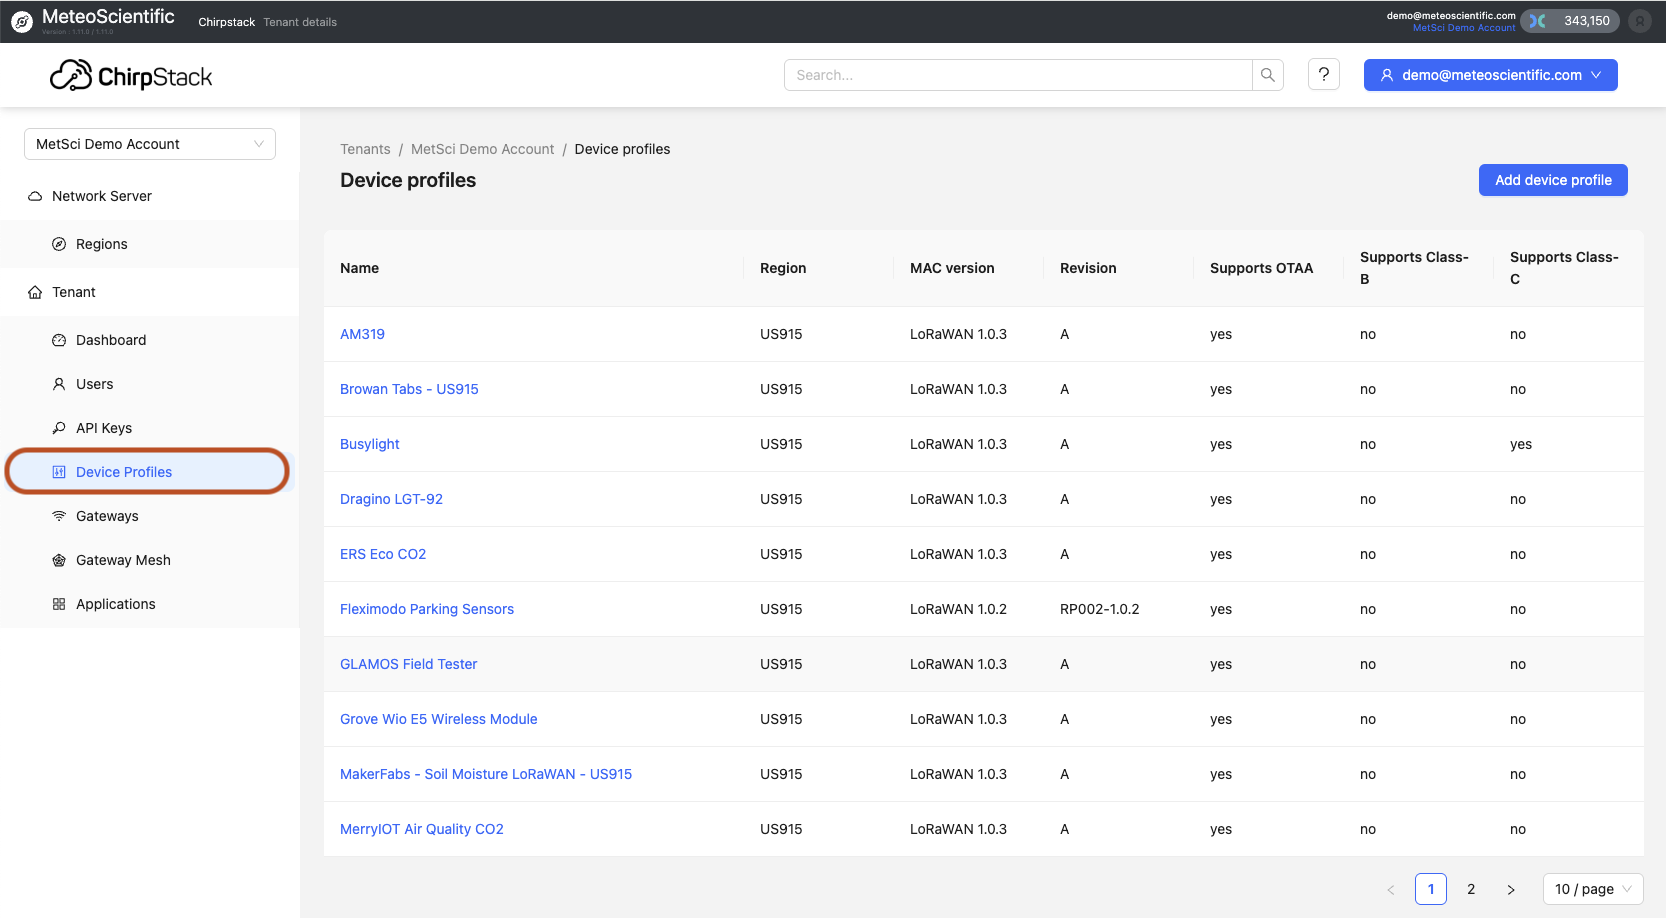 MeteoScientific
Version : 1.11.0 / 1.11.0
Chirpstack Tenant details
demo@meteoscientific.com
MetSci Demo Account
343,150
ChirpStack
Search...
?
demo@meteoscientific.com
MetSci Demo Account
Network Server
Regions
Tenant
Dashboard
Users
API Keys
Device Profiles
Gateways
Gateway Mesh
Applications
Tenants / MetSci Demo Account / Device profiles
Device profiles
Add device profile
Name Region MAC version Revision Supports OTAA Supports Class-B Supports Class-C
AM319 US915 LoRaWAN 1.0.3 A yes no no
Browan Tabs - US915 US915 LoRaWAN 1.0.3 A yes no no
Busylight US915 LoRaWAN 1.0.3 A yes no yes
Dragino LGT-92 US915 LoRaWAN 1.0.3 A yes no no
ERS Eco CO2 US915 LoRaWAN 1.0.3 A yes no no
Fleximodo Parking Sensors US915 LoRaWAN 1.0.2 RP002-1.0.2 yes no no
GLAMOS Field Tester US915 LoRaWAN 1.0.3 A yes no no
Grove Wio E5 Wireless Module US915 LoRaWAN 1.0.3 A yes no no
MakerFabs - Soil Moisture LoRaWAN - US915 US915 LoRaWAN 1.0.3 A yes no no
MerryIOT Air Quality CO2 US915 LoRaWAN 1.0.3 A yes no no
< 1 2 > 10 / page